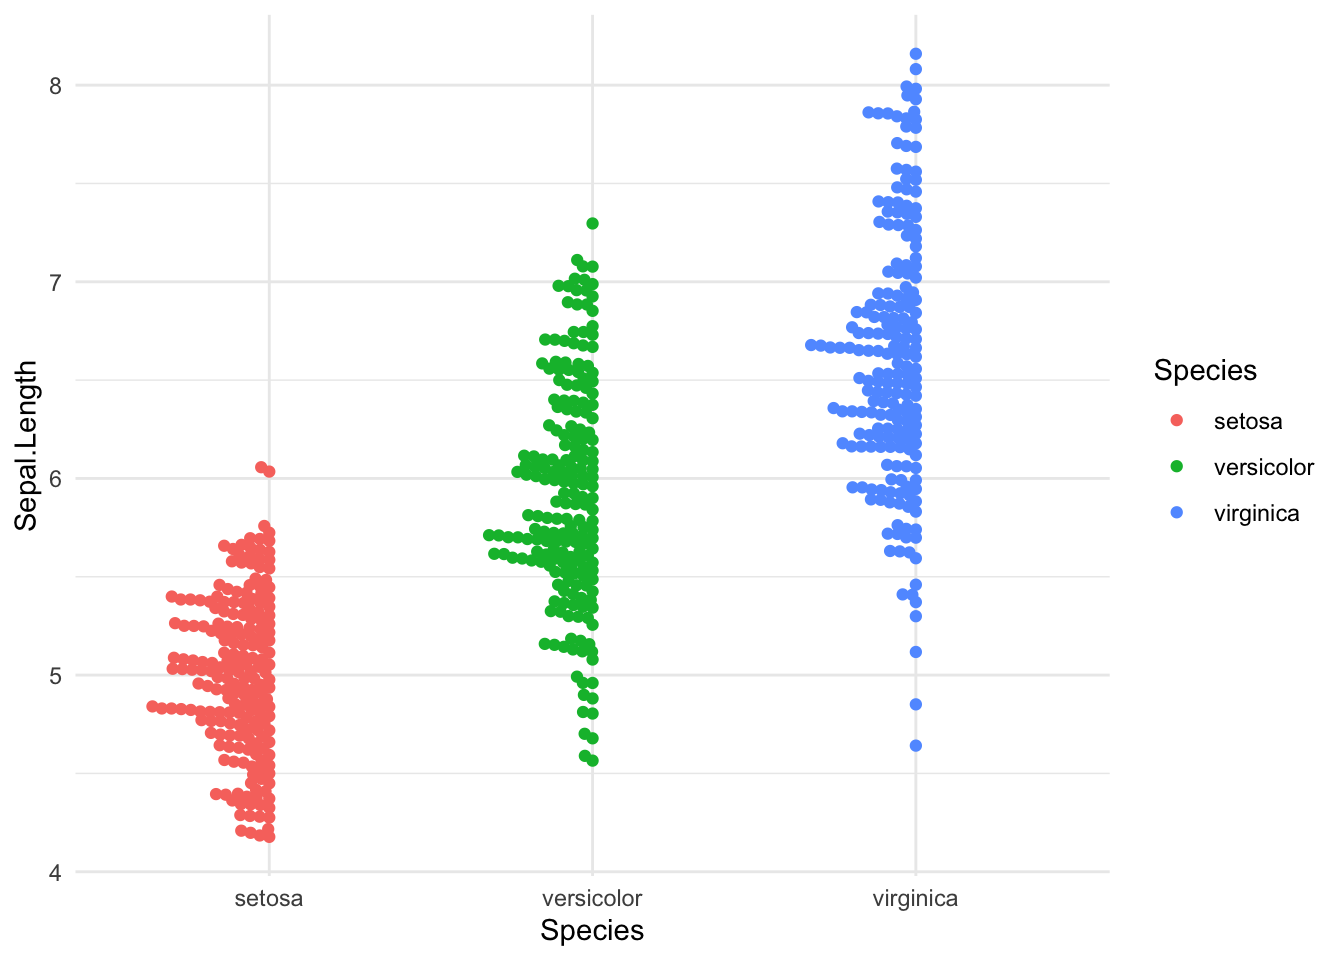 8
7
6
5
4
Sepal.Length
setosa
versicolor
virginica
Species
Species
setosa
versicolor
virginica